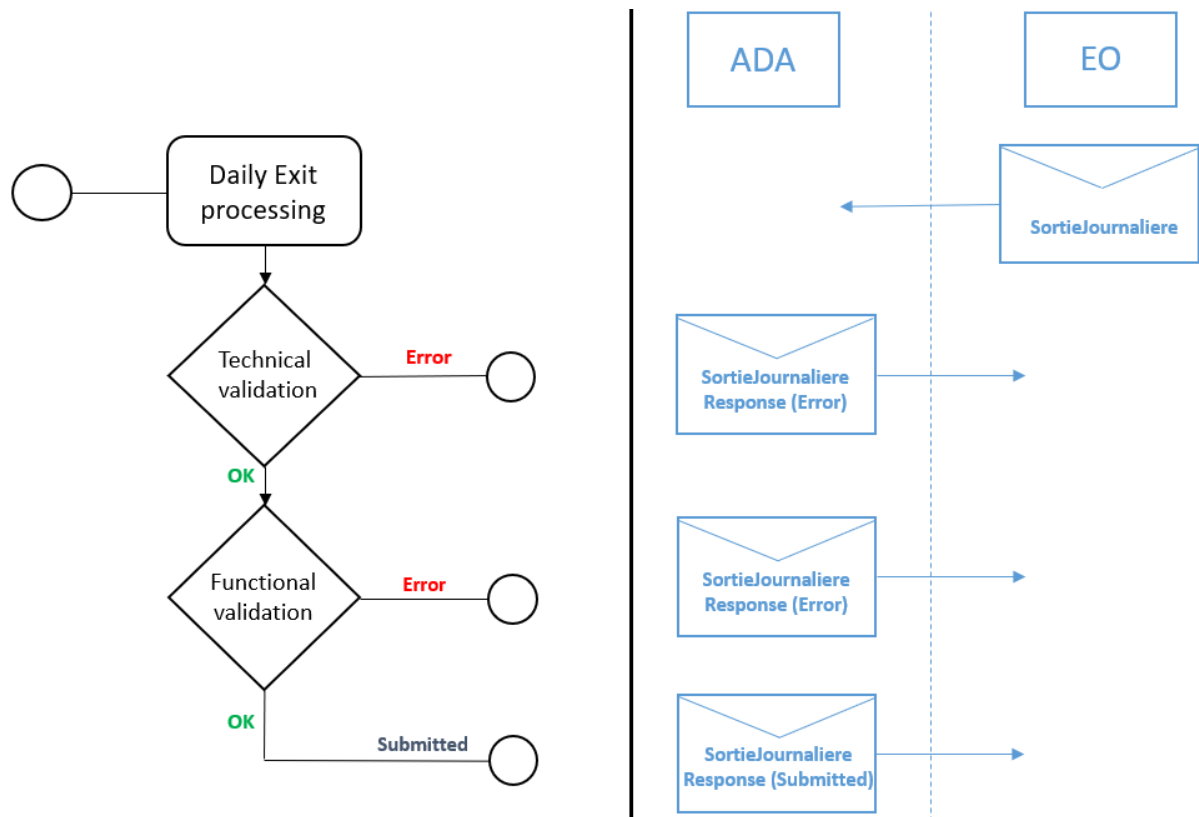 ADA
EO
Daily Exit
processing
SortieJournaliere
Technical
validation
Error
SortieJournaliere
Response (Error)
OK
Functional
validation
Error
SortieJournaliere
Response (Error)
OK
Submitted
SortieJournaliere
Response (Submitted)